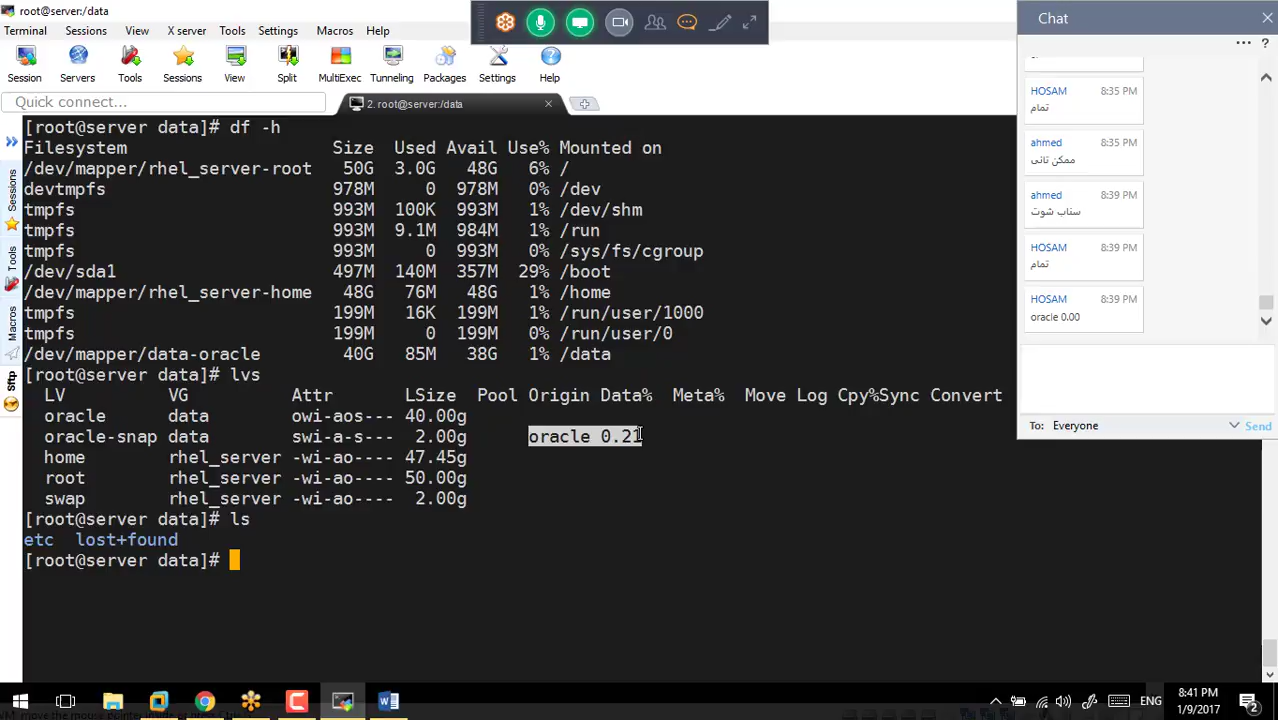 root@server:/data
Terminal Sessions View X server Tools Settings Macros Help
Session Servers Tools Sessions View Split MultiExec Tunneling Packages Settings Help
Quick connect...
2. root@server:/data
[root@server data]# df -h
Filesystem Size Used Avail Use% Mounted on
/dev/mapper/rhel_server-root 50G 3.0G 48G 6% /
devtmpfs 978M 0 978M 0% /dev
tmpfs 993M 100K 993M 1% /dev/shm
tmpfs 993M 9.1M 984M 1% /run
tmpfs 993M 0 993M 0% /sys/fs/cgroup
/dev/sda1 497M 140M 357M 29% /boot
/dev/mapper/rhel_server-home 48G 76M 48G 1% /home
tmpfs 199M 16K 199M 1% /run/user/1000
tmpfs 199M 0 199M 0% /run/user/0
/dev/mapper/data-oracle 40G 85M 38G 1% /data
[root@server data]# lvs
LV VG Attr LSize Pool Origin Data% Meta% Move Log Cpy%Sync Convert
oracle data owi-aos--- 40.00g
oracle-snap data swi-a-s--- 2.00g oracle 0.21
home rhel_server -wi-ao---- 47.45g
root rhel_server -wi-ao---- 50.00g
swap rhel_server -wi-ao---- 2.00g
[root@server data]# ls
etc lost+found
[root@server data]#
Sessions
Tools
Macros
Sftp
Chat
HOSAM 8:35 PM
تمام
ahmed 8:35 PM
ممكن تانى
ahmed 8:39 PM
سناب شوت
HOSAM 8:39 PM
تمام
HOSAM 8:39 PM
oracle 0.00
To: Everyone Send
ENG
8:41 PM
1/9/2017
2